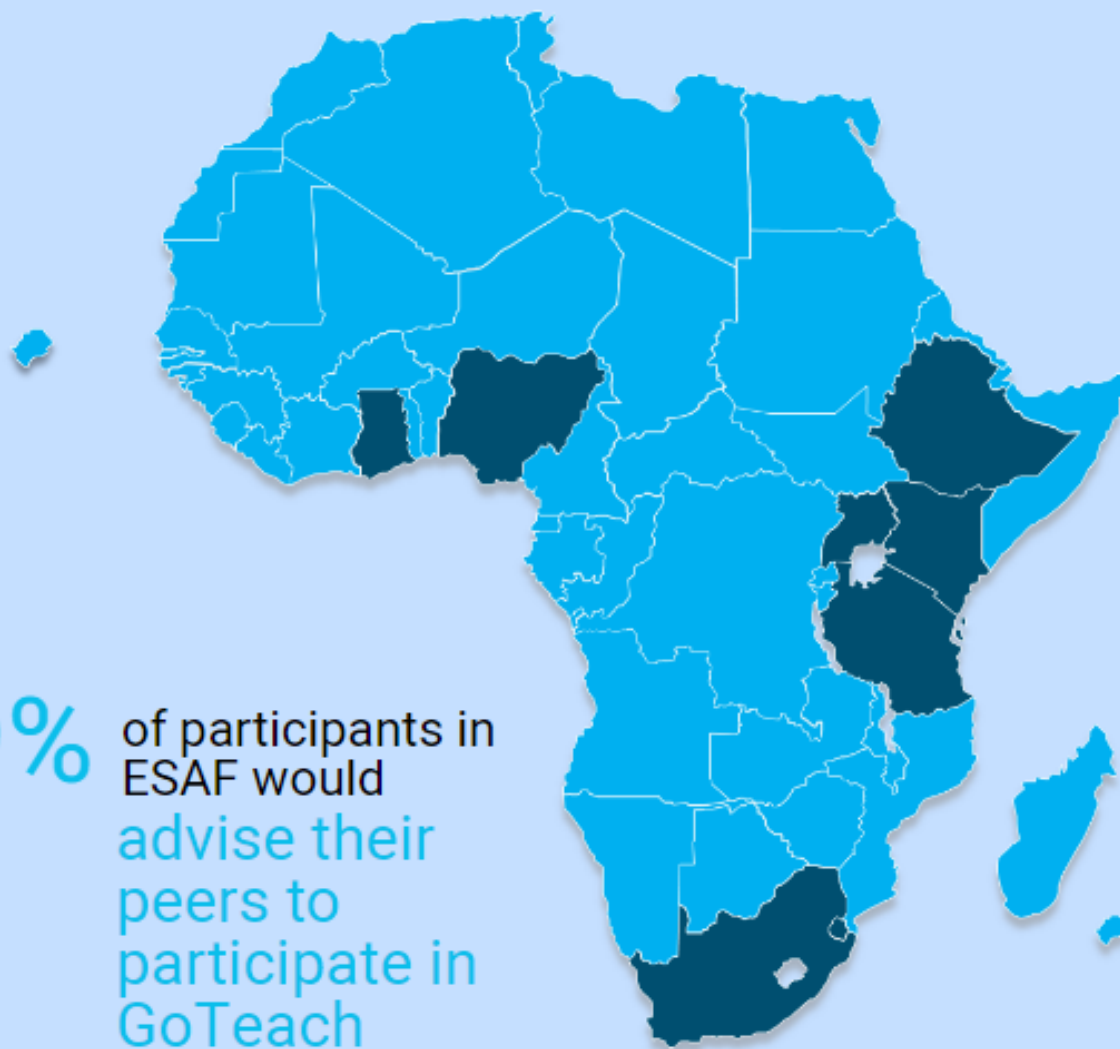 %
of participants in
ESAF would
advise their
peers to
participate in
GoTeach